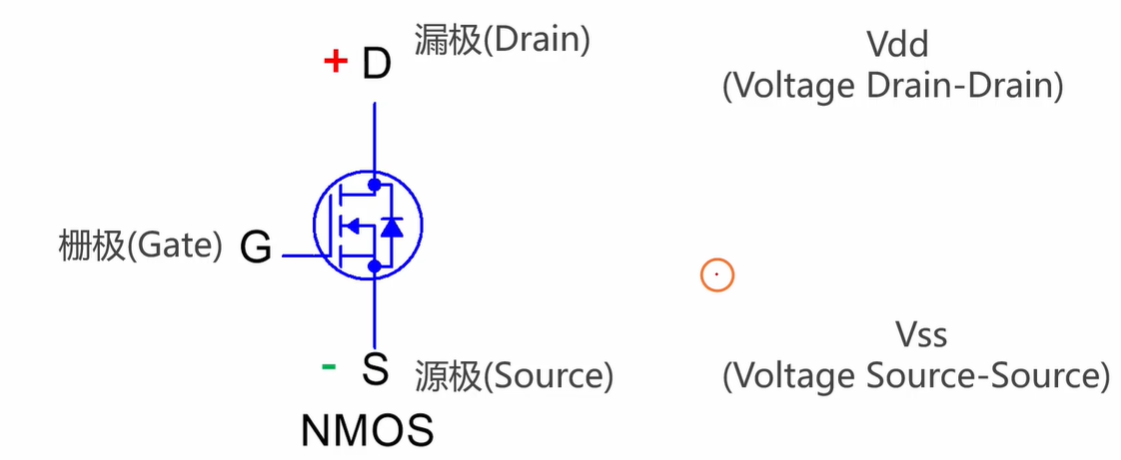 + D 漏极(Drain)
Vdd
(Voltage Drain-Drain)
栅极(Gate) G
- S 源极(Source)
Vss
(Voltage Source-Source)
NMOS